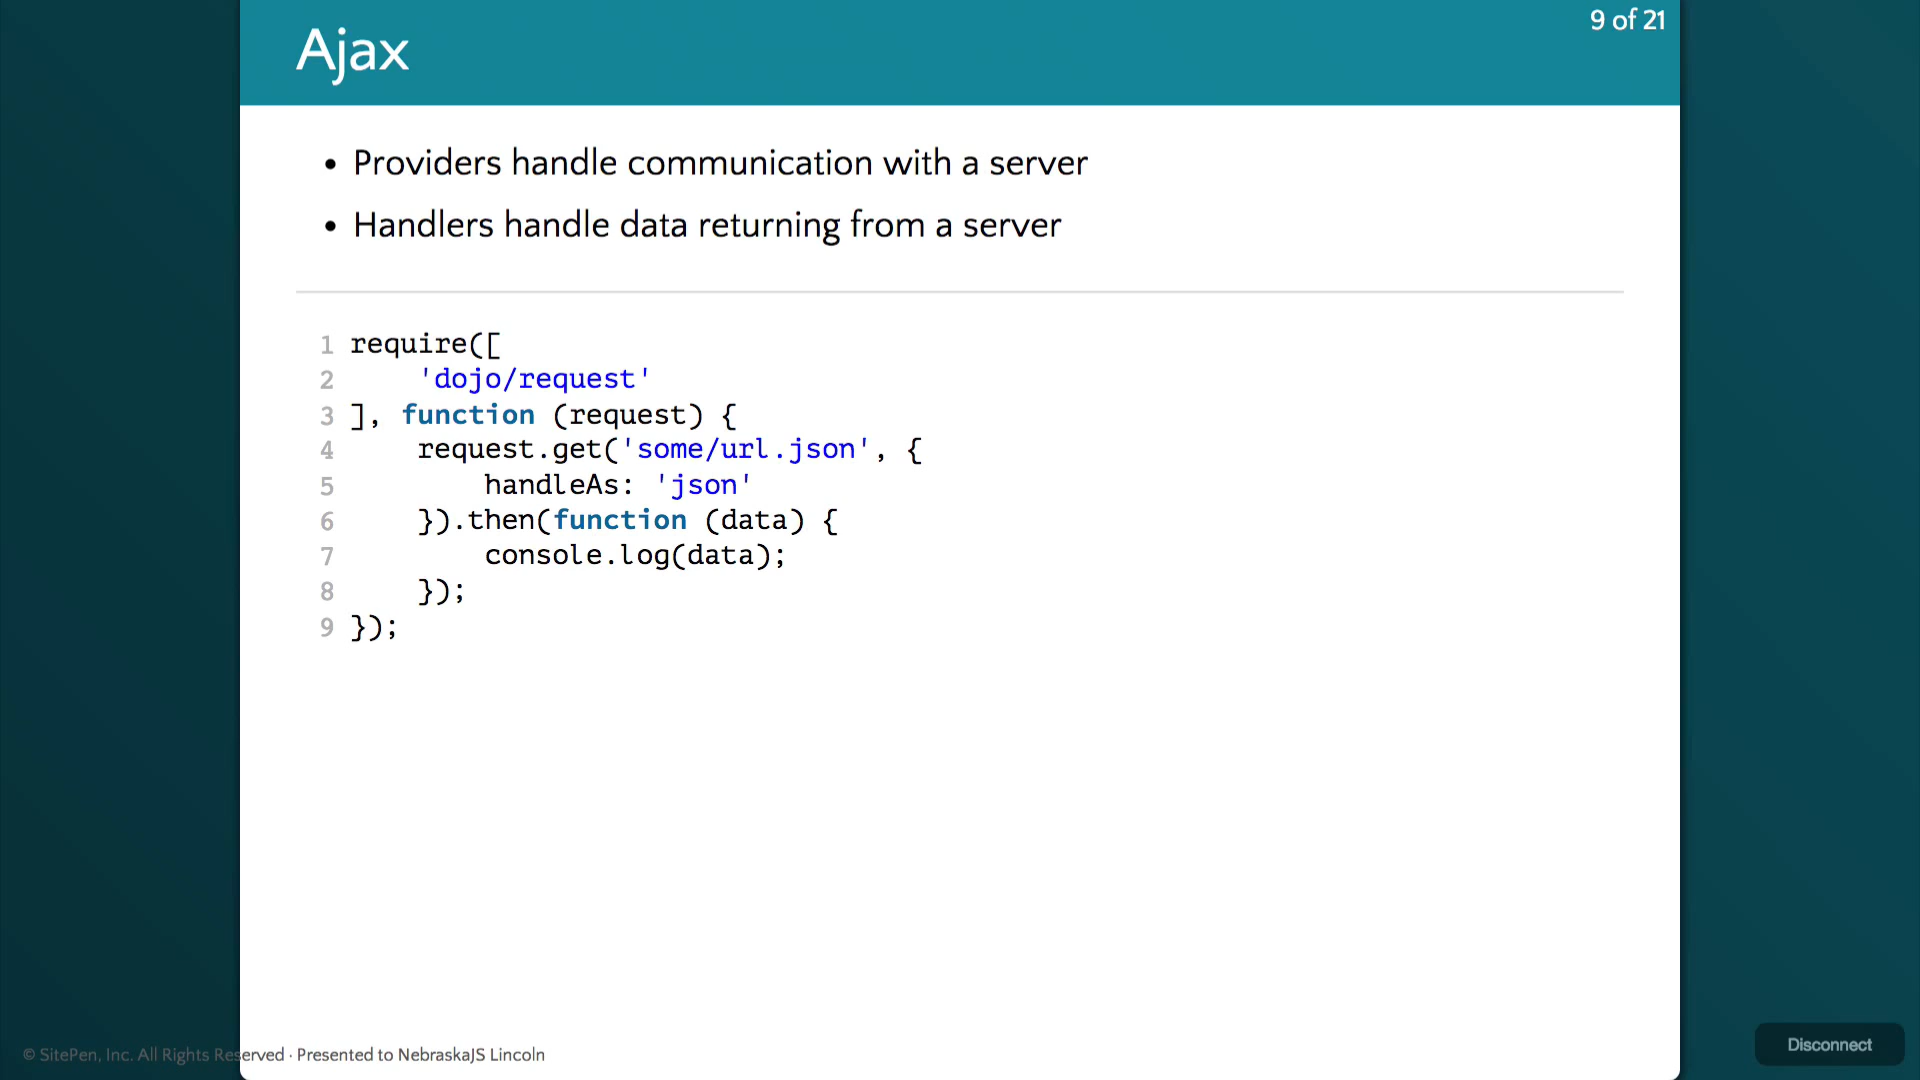 Ajax
9 of 21
• Providers handle communication with a server
• Handlers handle data returning from a server
1 require([
2     'dojo/request'
3 ], function (request) {
4     request.get('some/url.json', {
5         handleAs: 'json'
6     }).then(function (data) {
7         console.log(data);
8     });
9 });
© SitePen, Inc. All Rights Reserved · Presented to NebraskaJS Lincoln
Disconnect